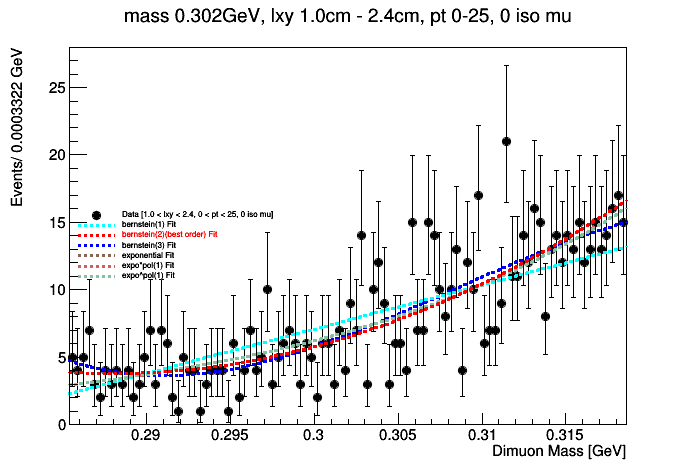 mass 0.302GeV, lxy 1.0cm - 2.4cm, pt 0-25, 0 iso mu
Events/ 0.0003322 GeV
25
20
15
10
5
0
Data [1.0 < lxy < 2.4, 0 < pt < 25, 0 iso mu]
bernstein(1) Fit
bernstein(2)(best order) Fit
bernstein(3) Fit
exponential Fit
expo*pol(1) Fit
expo*pol(1) Fit
0.29 0.295 0.3 0.305 0.31 0.315
Dimuon Mass [GeV]